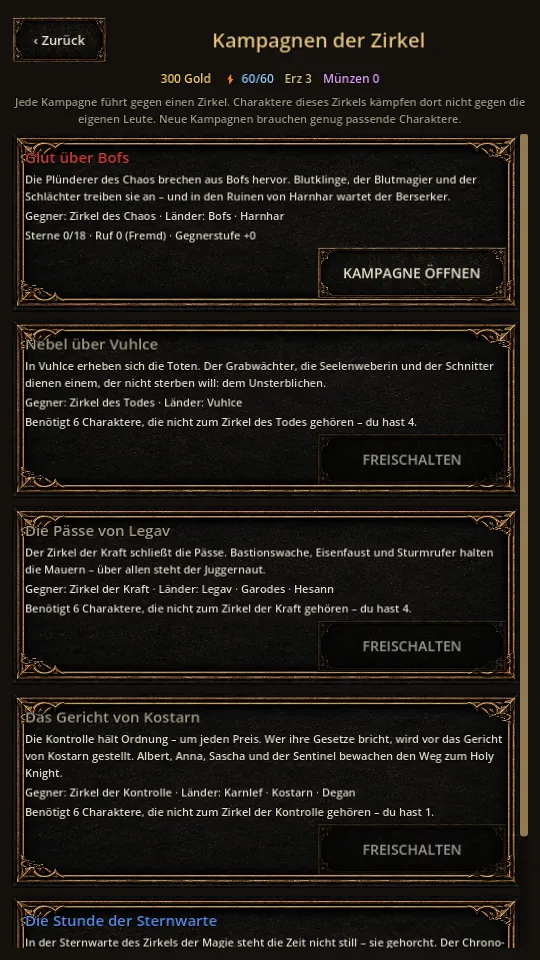 ‹ Zurück
Kampagnen der Zirkel
300 Gold 60/60 Erz 3 Münzen 0
Jede Kampagne führt gegen einen Zirkel. Charaktere dieses Zirkels kämpfen dort nicht gegen die
eigenen Leute. Neue Kampagnen brauchen genug passende Charaktere.
Glut über Bofs
Die Plünderer des Chaos brechen aus Bofs hervor. Blutklinge, der Blutmagier und der
Schlächter treiben sie an – und in den Ruinen von Harnhar wartet der Berserker.
Gegner: Zirkel des Chaos · Länder: Bofs · Harnhar
Sterne 0/18 · Ruf 0 (Fremd) · Gegnerstufe +0
KAMPAGNE ÖFFNEN
Nebel über Vuhlce
In Vuhlce erheben sich die Toten. Der Grabwächter, die Seelenweberin und der Schnitter
dienen einem, der nicht sterben will: dem Unsterblichen.
Gegner: Zirkel des Todes · Länder: Vuhlce
Benötigt 6 Charaktere, die nicht zum Zirkel des Todes gehören – du hast 4.
FREISCHALTEN
Die Pässe von Legav
Der Zirkel der Kraft schließt die Pässe. Bastionswache, Eisenfaust und Sturmrufer halten
die Mauern – über allen steht der Juggernaut.
Gegner: Zirkel der Kraft · Länder: Legav · Garodes · Hesann
Benötigt 6 Charaktere, die nicht zum Zirkel der Kraft gehören – du hast 4.
FREISCHALTEN
Das Gericht von Kostarn
Die Kontrolle hält Ordnung – um jeden Preis. Wer ihre Gesetze bricht, wird vor das Gericht
von Kostarn gestellt. Albert, Anna, Sascha und der Sentinel bewachen den Weg zum Holy
Knight.
Gegner: Zirkel der Kontrolle · Länder: Karnlef · Kostarn · Degan
Benötigt 6 Charaktere, die nicht zum Zirkel der Kontrolle gehören – du hast 1.
FREISCHALTEN
Die Stunde der Sternwarte
In der Sternwarte des Zirkels der Magie steht die Zeit nicht still – sie gehorcht. Der Chrono-